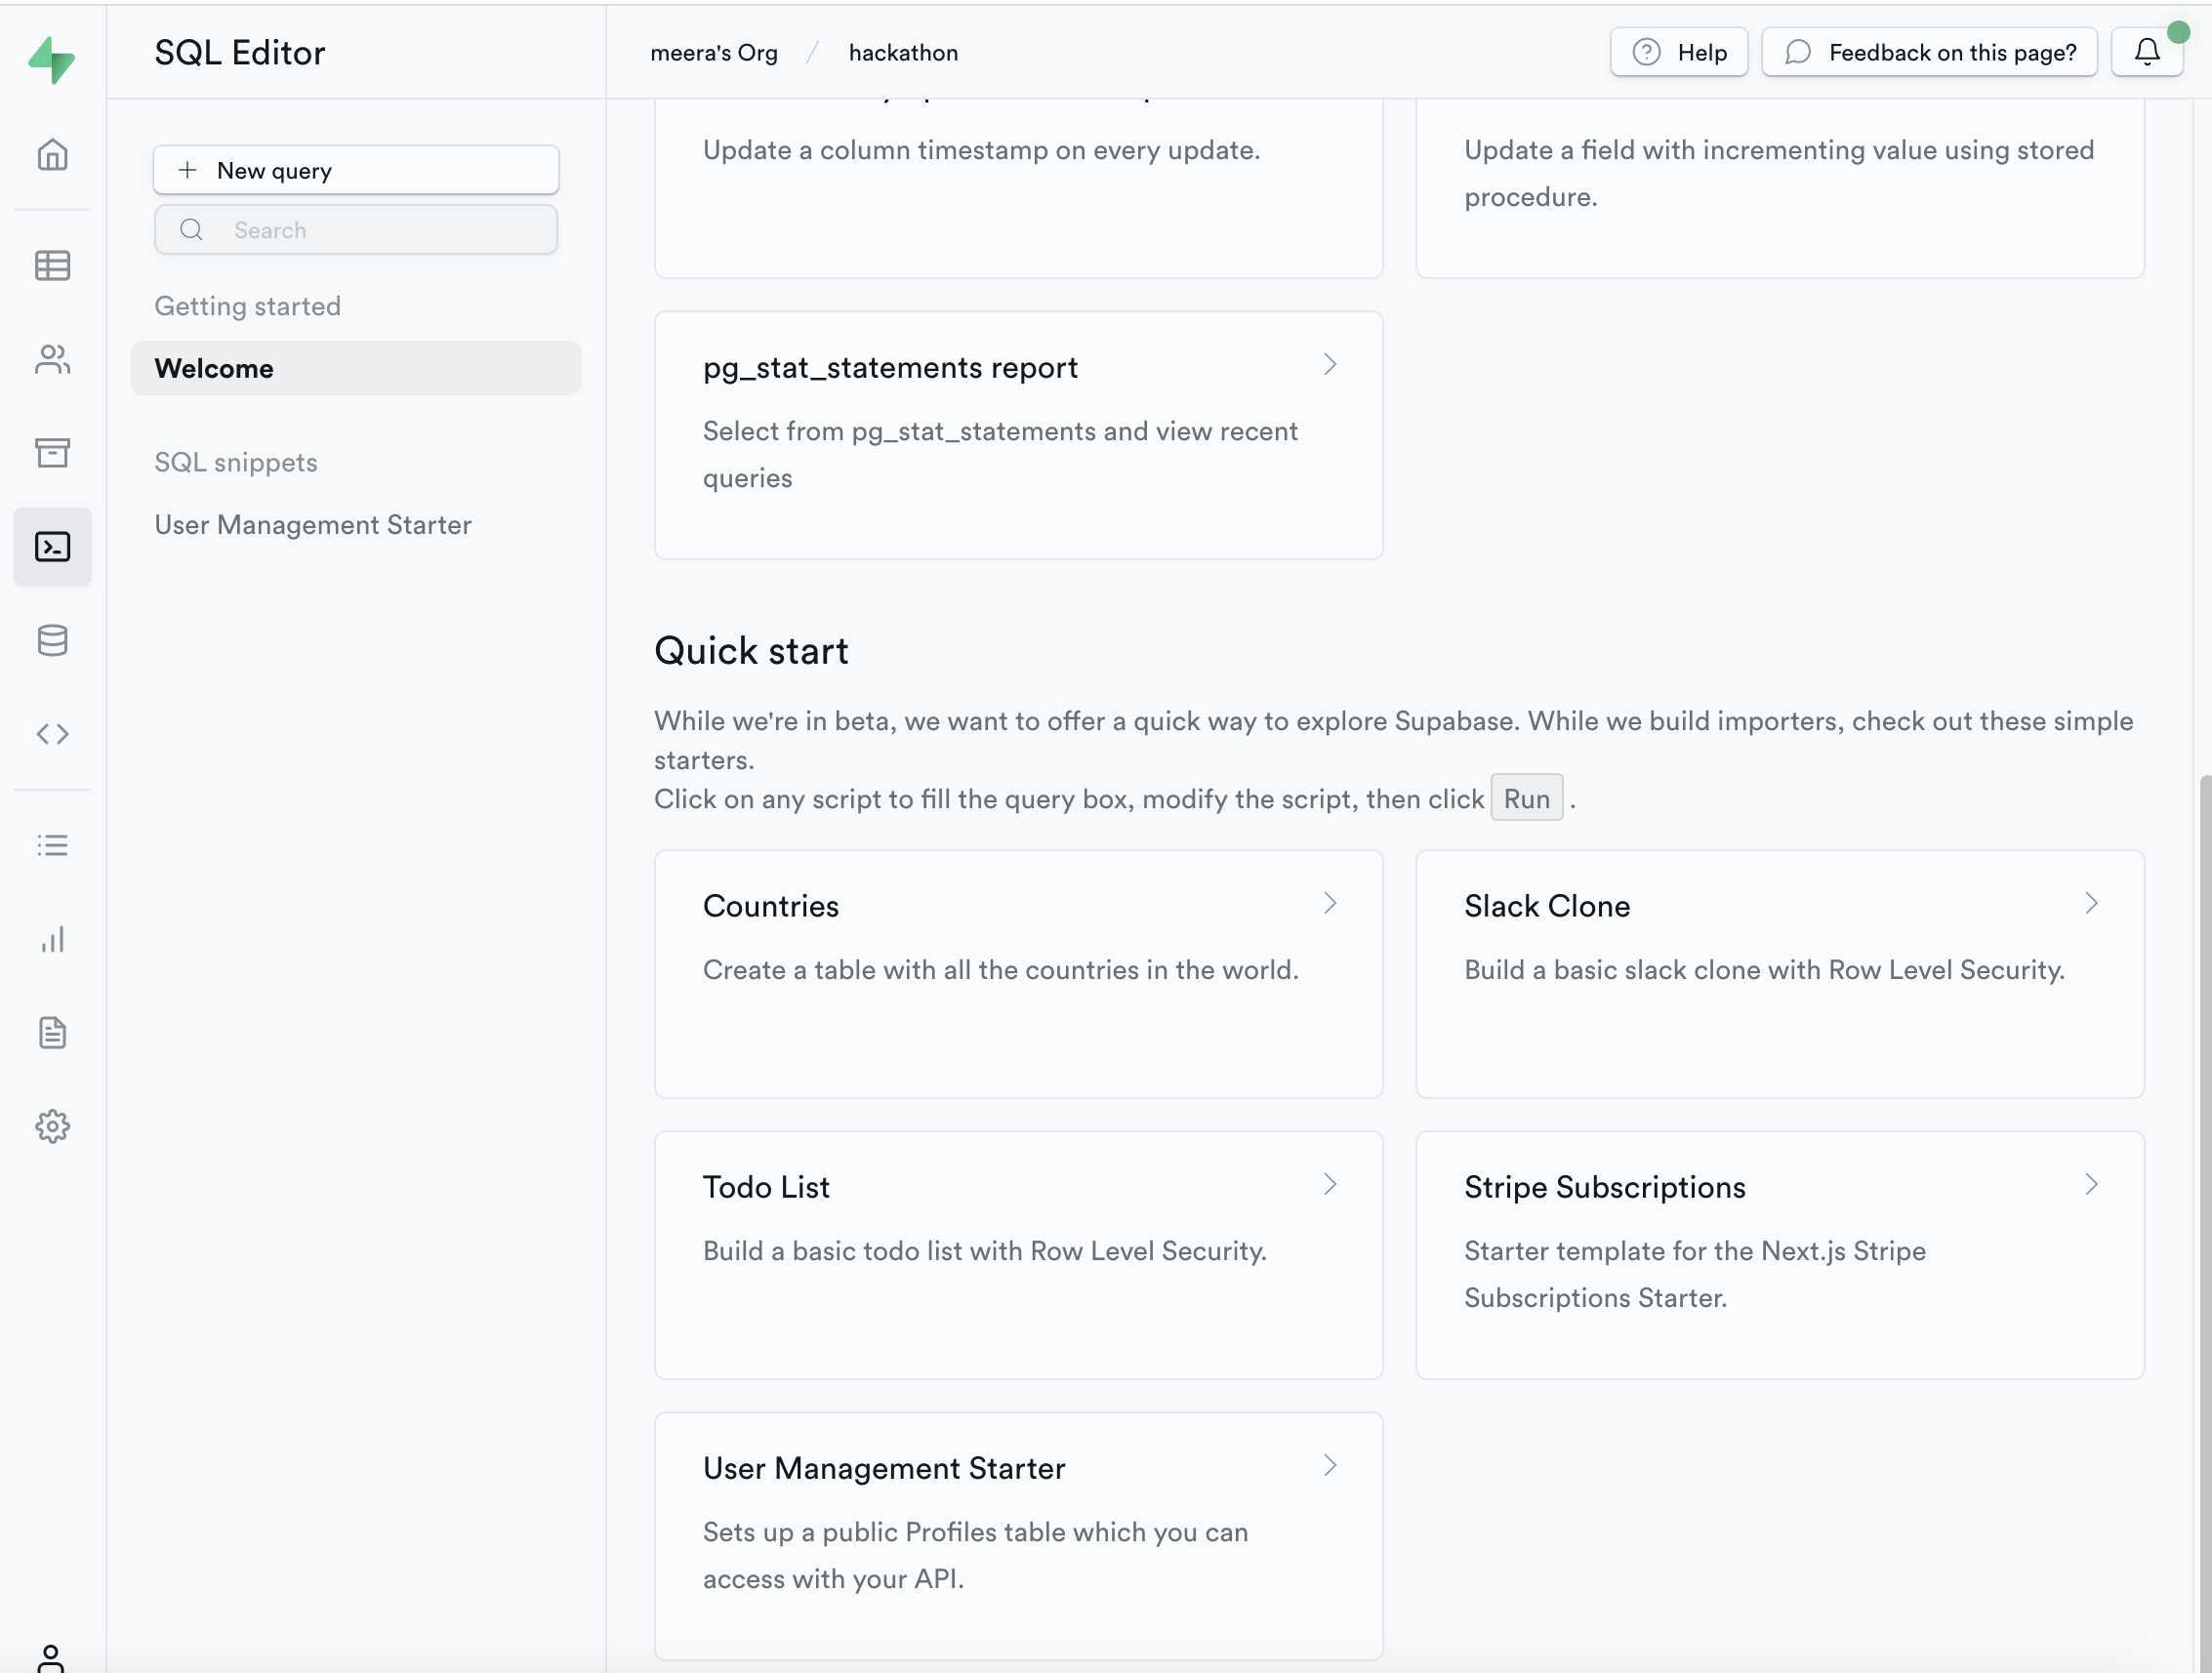 SQL Editor
meera's Org / hackathon
Help
Feedback on this page?
New query
Search
Getting started
Welcome
SQL snippets
User Management Starter
Update a column timestamp on every update.
Update a field with incrementing value using stored
procedure.
pg_stat_statements report
Select from pg_stat_statements and view recent
queries
Quick start
While we're in beta, we want to offer a quick way to explore Supabase. While we build importers, check out these simple
starters.
Click on any script to fill the query box, modify the script, then click Run .
Countries
Create a table with all the countries in the world.
Slack Clone
Build a basic slack clone with Row Level Security.
Todo List
Build a basic todo list with Row Level Security.
Stripe Subscriptions
Starter template for the Next.js Stripe
Subscriptions Starter.
User Management Starter
Sets up a public Profiles table which you can
access with your API.